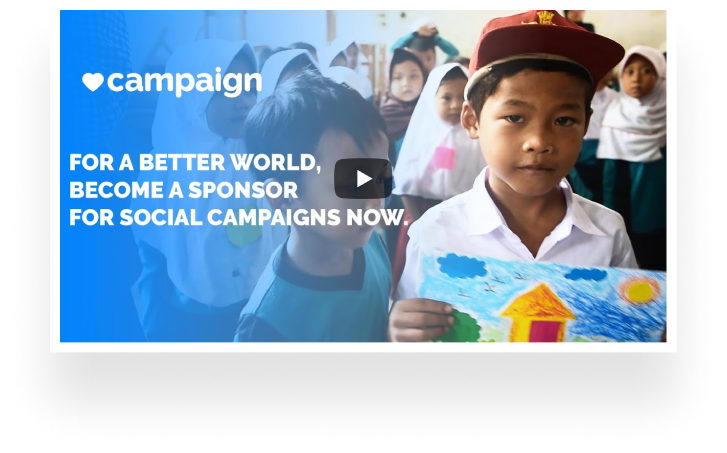 campaign
FOR A BETTER WORLD,
BECOME A SPONSOR
FOR SOCIAL CAMPAIGNS NOW.